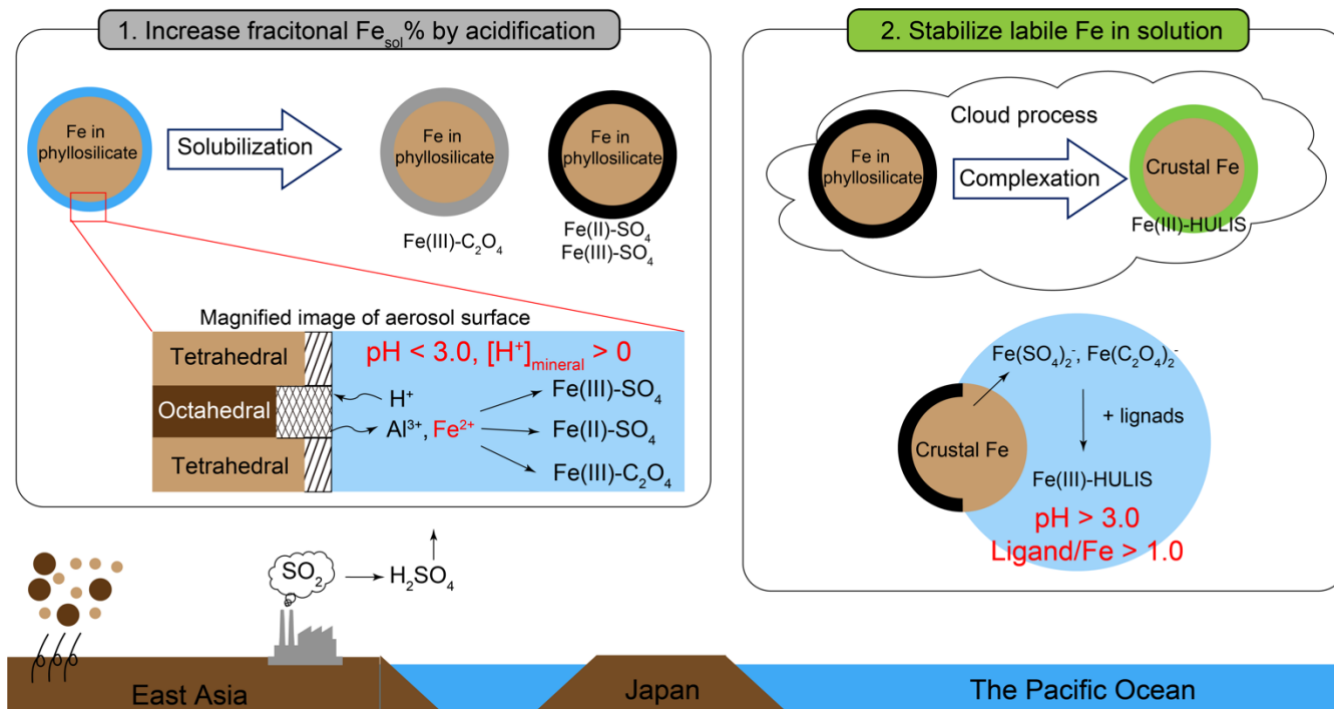 1. Increase fracitonal Fesol% by acidification
Fe in
phyllosilicate
Solubilization
Fe in
phyllosilicate
Fe(III)-C2O4
Fe in
phyllosilicate
Fe(II)-SO4
Fe(III)-SO4
Magnified image of aerosol surface
Tetrahedral
Octahedral
Tetrahedral
pH < 3.0, [H+]mineral > 0
H+
Al3+, Fe2+
Fe(III)-SO4
Fe(II)-SO4
Fe(III)-C2O4
2. Stabilize labile Fe in solution
Cloud process
Fe in
phyllosilicate
Complexation
Crustal Fe
Fe(III)-HULIS
Fe(SO4)2-, Fe(C2O4)2-
+ lignads
Crustal Fe
Fe(III)-HULIS
pH > 3.0
Ligand/Fe > 1.0
SO2
H2SO4
East Asia
Japan
The Pacific Ocean